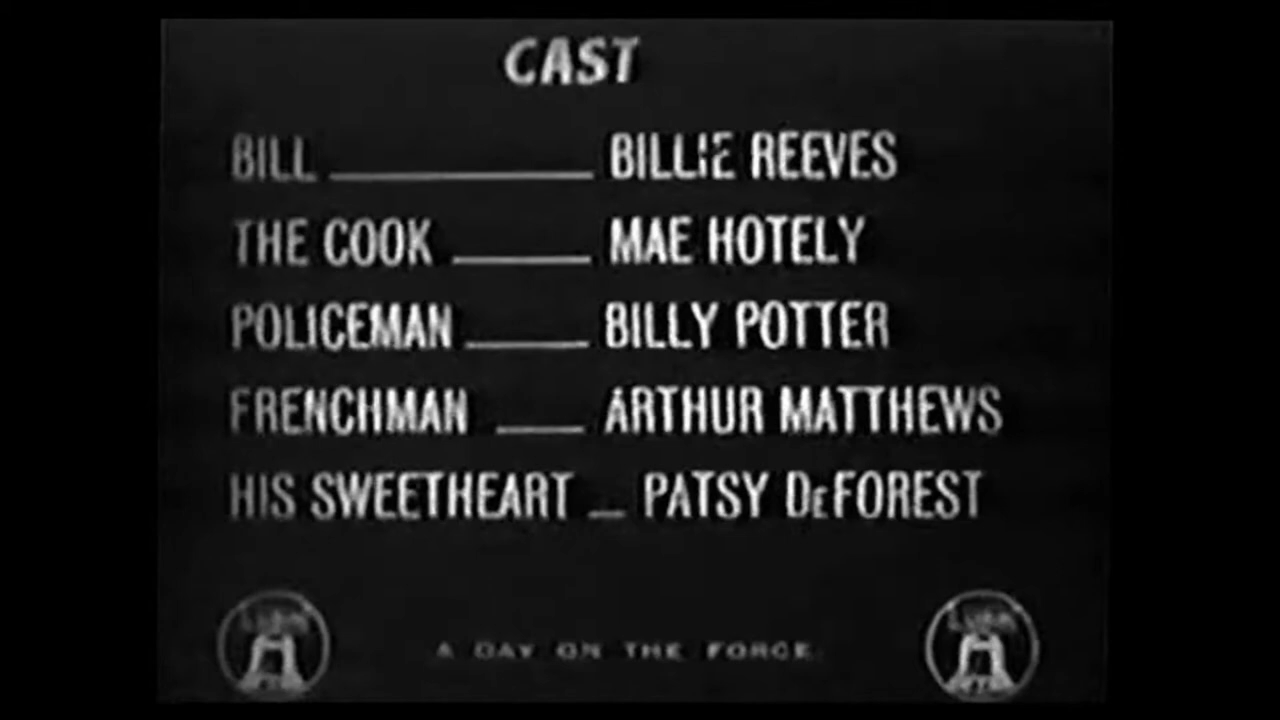 CAST
BILL BILLIE REEVES
THE COOK MAE HOTELY
POLICEMAN BILLY POTTER
FRENCHMAN ARTHUR MATTHEWS
HIS SWEETHEART PATSY DeFOREST
A DAY ON THE FORCE